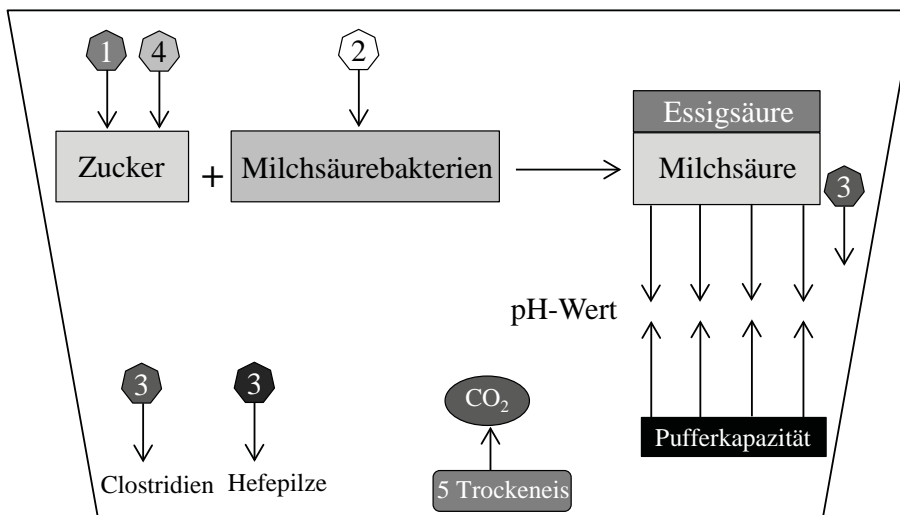 1 4 2
Essigsäure
Zucker + Milchsäurebakterien Milchsäure
3
pH-Wert
3 3 CO₂
Pufferkapazität
Clostridien Hefepilze 5 Trockeneis